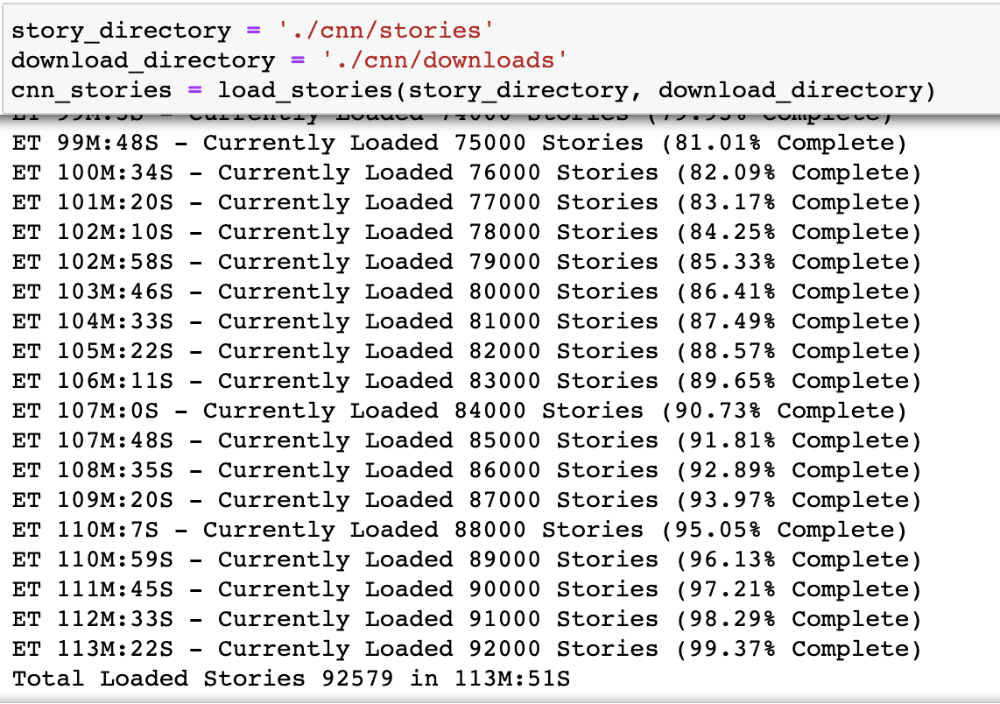 story_directory = './cnn/stories'
download_directory = './cnn/downloads'
cnn_stories = load_stories(story_directory, download_directory)
ET 99M:48S - Currently Loaded 75000 Stories (81.01% Complete)
ET 100M:34S - Currently Loaded 76000 Stories (82.09% Complete)
ET 101M:20S - Currently Loaded 77000 Stories (83.17% Complete)
ET 102M:10S - Currently Loaded 78000 Stories (84.25% Complete)
ET 102M:58S - Currently Loaded 79000 Stories (85.33% Complete)
ET 103M:46S - Currently Loaded 80000 Stories (86.41% Complete)
ET 104M:33S - Currently Loaded 81000 Stories (87.49% Complete)
ET 105M:22S - Currently Loaded 82000 Stories (88.57% Complete)
ET 106M:11S - Currently Loaded 83000 Stories (89.65% Complete)
ET 107M:0S - Currently Loaded 84000 Stories (90.73% Complete)
ET 107M:48S - Currently Loaded 85000 Stories (91.81% Complete)
ET 108M:35S - Currently Loaded 86000 Stories (92.89% Complete)
ET 109M:20S - Currently Loaded 87000 Stories (93.97% Complete)
ET 110M:7S - Currently Loaded 88000 Stories (95.05% Complete)
ET 110M:59S - Currently Loaded 89000 Stories (96.13% Complete)
ET 111M:45S - Currently Loaded 90000 Stories (97.21% Complete)
ET 112M:33S - Currently Loaded 91000 Stories (98.29% Complete)
ET 113M:22S - Currently Loaded 92000 Stories (99.37% Complete)
Total Loaded Stories 92579 in 113M:51S